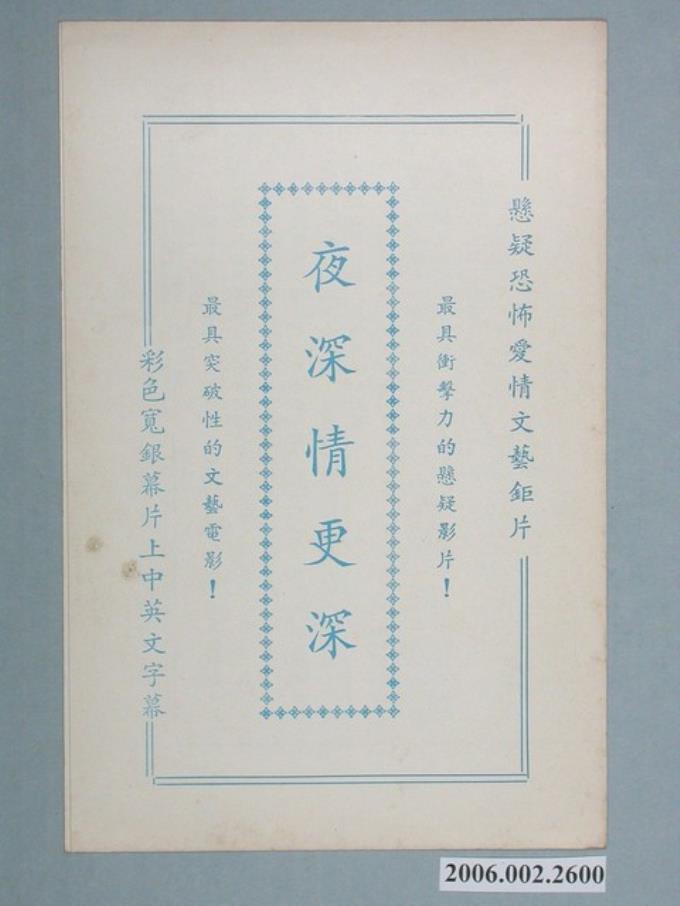 懸疑恐怖愛情文藝鉅片
最具衝擊力的懸疑影片！
夜深情更深
最具突破性的文藝電影！
彩色寬銀幕片上中英文字幕
2006.002.2600